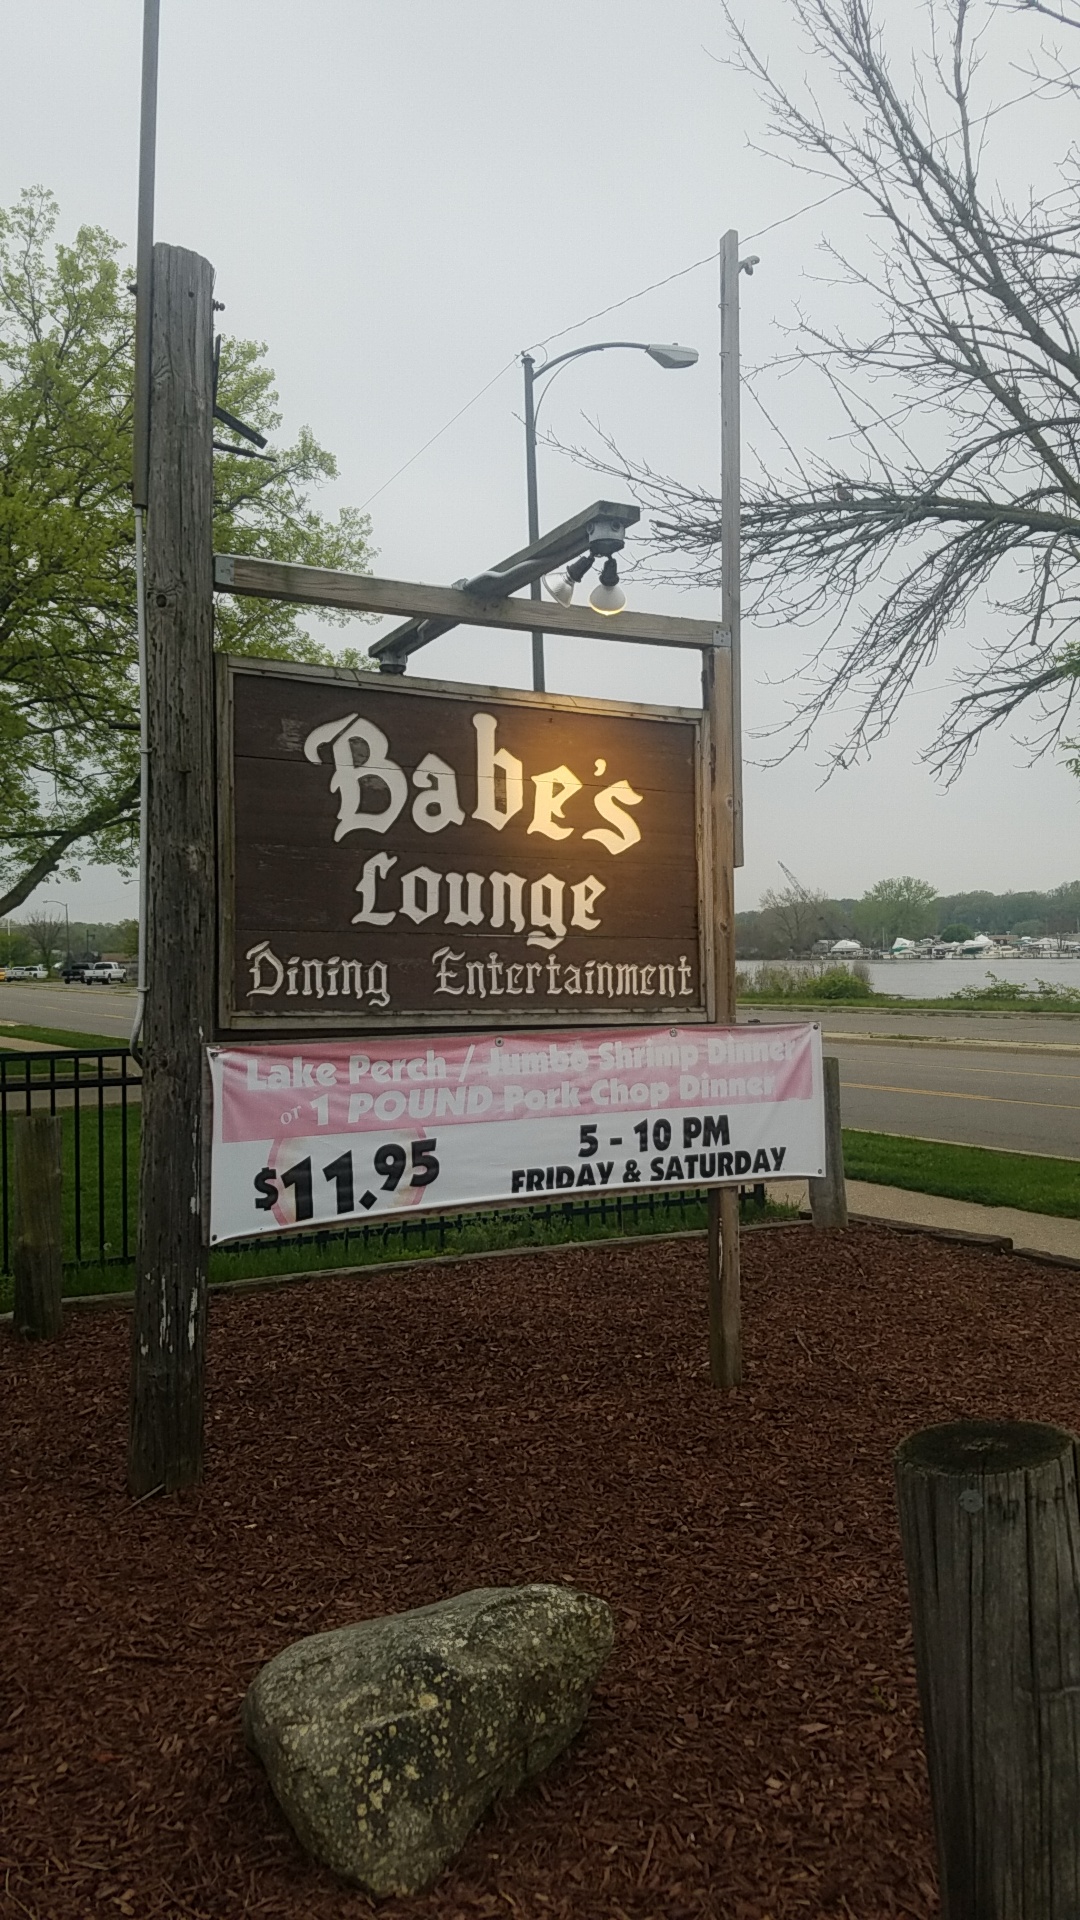 Babe's
Lounge
Dining Entertainment
Lake Perch / Jumbo Shrimp Dinner
or 1 POUND Pork Chop Dinner
$11.95
5 - 10 PM
FRIDAY & SATURDAY